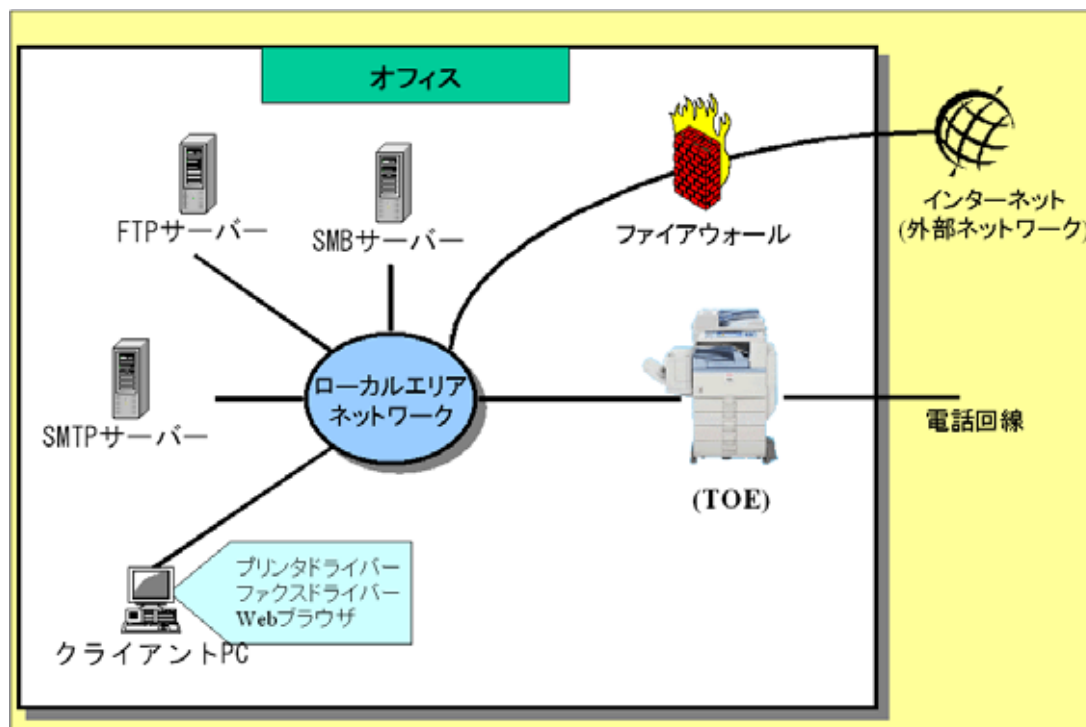 オフィス
FTPサーバー
SMBサーバー
ファイアウォール
インターネット
(外部ネットワーク)
ローカルエリア
ネットワーク
SMTPサーバー
電話回線
(TOE)
プリンタドライバー
ファクスドライバー
Webブラウザ
クライアントPC